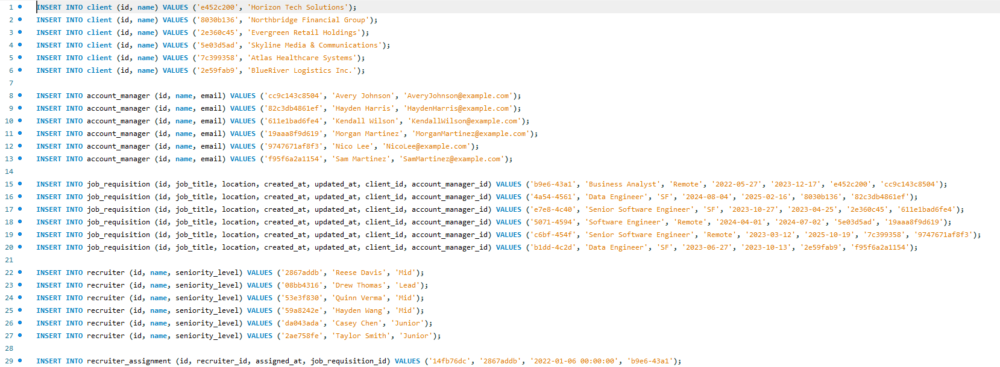 1 INSERT INTO client (id, name) VALUES ('e452c200', 'Horizon Tech Solutions');
2 INSERT INTO client (id, name) VALUES ('8030b136', 'Northbridge Financial Group');
3 INSERT INTO client (id, name) VALUES ('2e360c45', 'Evergreen Retail Holdings');
4 INSERT INTO client (id, name) VALUES ('5e03d5ad', 'Skyline Media & Communications');
5 INSERT INTO client (id, name) VALUES ('7c399358', 'Atlas Healthcare Systems');
6 INSERT INTO client (id, name) VALUES ('2e59fab9', 'BlueRiver Logistics Inc.');
7
8 INSERT INTO account_manager (id, name, email) VALUES ('cc9c143c8504', 'Avery Johnson', 'AveryJohnson@example.com');
9 INSERT INTO account_manager (id, name, email) VALUES ('82c3db4861ef', 'Hayden Harris', 'HaydenHarris@example.com');
10 INSERT INTO account_manager (id, name, email) VALUES ('611e1bad6fe4', 'Kendall Wilson', 'KendallWilson@example.com');
11 INSERT INTO account_manager (id, name, email) VALUES ('19aaa8f9d619', 'Morgan Martinez', 'MorganMartinez@example.com');
12 INSERT INTO account_manager (id, name, email) VALUES ('9747671af8f3', 'Nico Lee', 'NicoLee@example.com');
13 INSERT INTO account_manager (id, name, email) VALUES ('f95f6a2a1154', 'Sam Martinez', 'SamMartinez@example.com');
14
15 INSERT INTO job_requisition (id, job_title, location, created_at, updated_at, client_id, account_manager_id) VALUES ('b9e6-43a1', 'Business Analyst', 'Remote', '2022-05-27', '2023-12-17', 'e452c200', 'cc9c143c8504');
16 INSERT INTO job_requisition (id, job_title, location, created_at, updated_at, client_id, account_manager_id) VALUES ('4a54-4561', 'Data Engineer', 'SF', '2024-08-04', '2025-02-16', '8030b136', '82c3db4861ef');
17 INSERT INTO job_requisition (id, job_title, location, created_at, updated_at, client_id, account_manager_id) VALUES ('e7e8-4c40', 'Senior Software Engineer', 'SF', '2023-10-27', '2023-04-25', '2e360c45', '611e1bad6fe4');
18 INSERT INTO job_requisition (id, job_title, location, created_at, updated_at, client_id, account_manager_id) VALUES ('5071-4594', 'Software Engineer', 'Remote', '2024-04-01', '2024-07-02', '5e03d5ad', '19aaa8f9d619');
19 INSERT INTO job_requisition (id, job_title, location, created_at, updated_at, client_id, account_manager_id) VALUES ('c6bf-454f', 'Senior Software Engineer', 'Remote', '2023-03-12', '2025-10-19', '7c399358', '9747671af8f3');
20 INSERT INTO job_requisition (id, job_title, location, created_at, updated_at, client_id, account_manager_id) VALUES ('b1dd-4c2d', 'Data Engineer', 'SF', '2023-06-27', '2023-10-13', '2e59fab9', 'f95f6a2a1154');
21
22 INSERT INTO recruiter (id, name, seniority_level) VALUES ('2867addb', 'Reese Davis', 'Mid');
23 INSERT INTO recruiter (id, name, seniority_level) VALUES ('08bb4316', 'Drew Thomas', 'Lead');
24 INSERT INTO recruiter (id, name, seniority_level) VALUES ('53e3f830', 'Quinn Verma', 'Mid');
25 INSERT INTO recruiter (id, name, seniority_level) VALUES ('59a8242e', 'Hayden Wang', 'Mid');
26 INSERT INTO recruiter (id, name, seniority_level) VALUES ('da043ada', 'Casey Chen', 'Junior');
27 INSERT INTO recruiter (id, name, seniority_level) VALUES ('2ae758fe', 'Taylor Smith', 'Junior');
28
29 INSERT INTO recruiter_assignment (id, recruiter_id, assigned_at, job_requisition_id) VALUES ('14fb76dc', '2867addb', '2022-01-06 00:00:00', 'b9e6-43a1');